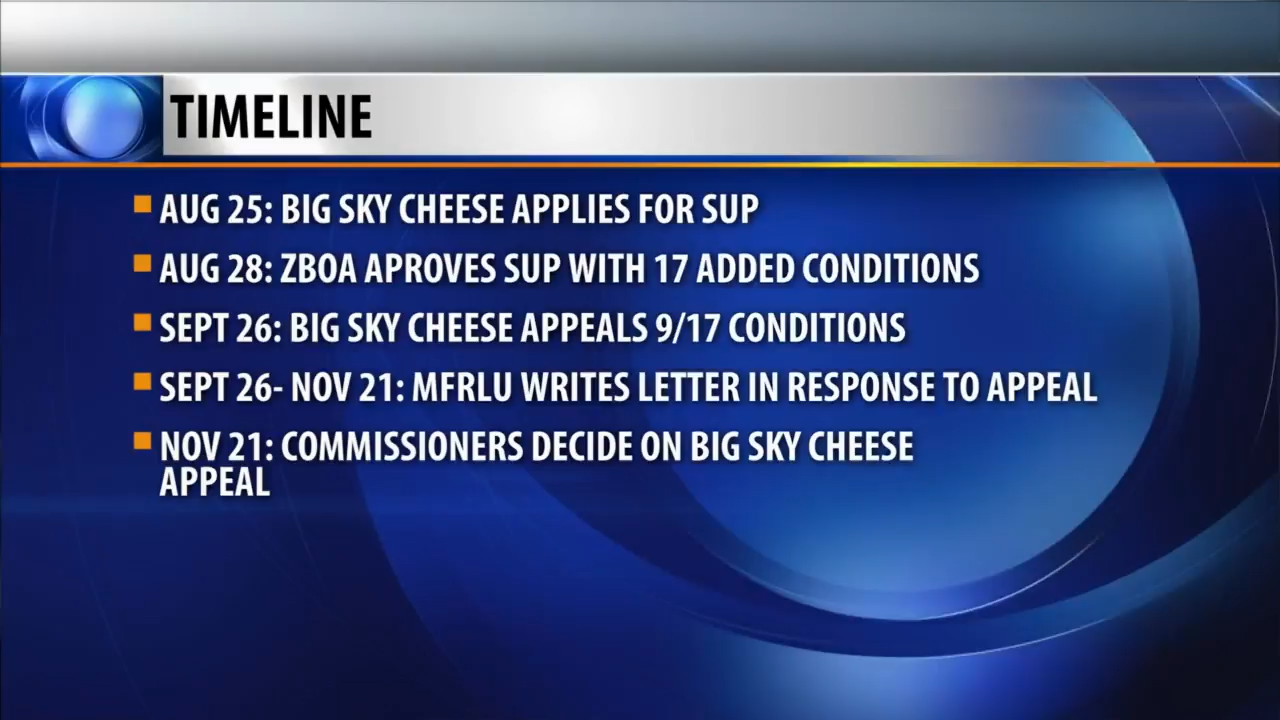 TIMELINE
AUG 25: BIG SKY CHEESE APPLIES FOR SUP
AUG 28: ZBOA APROVES SUP WITH 17 ADDED CONDITIONS
SEPT 26: BIG SKY CHEESE APPEALS 9/17 CONDITIONS
SEPT 26- NOV 21: MFRLU WRITES LETTER IN RESPONSE TO APPEAL
NOV 21: COMMISSIONERS DECIDE ON BIG SKY CHEESE
APPEAL